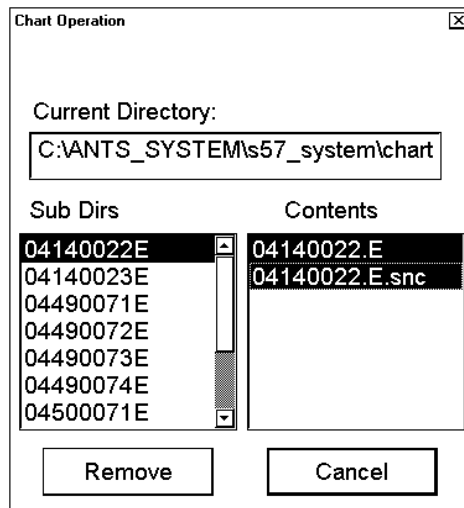 Chart Operation
Current Directory:
C:\ANTS_SYSTEM\s57_system\chart
Sub Dirs
Contents
04140022E
04140023E
04490071E
04490072E
04490073E
04490074E
04500071E
04140022.E
04140022.E.snc
Remove
Cancel